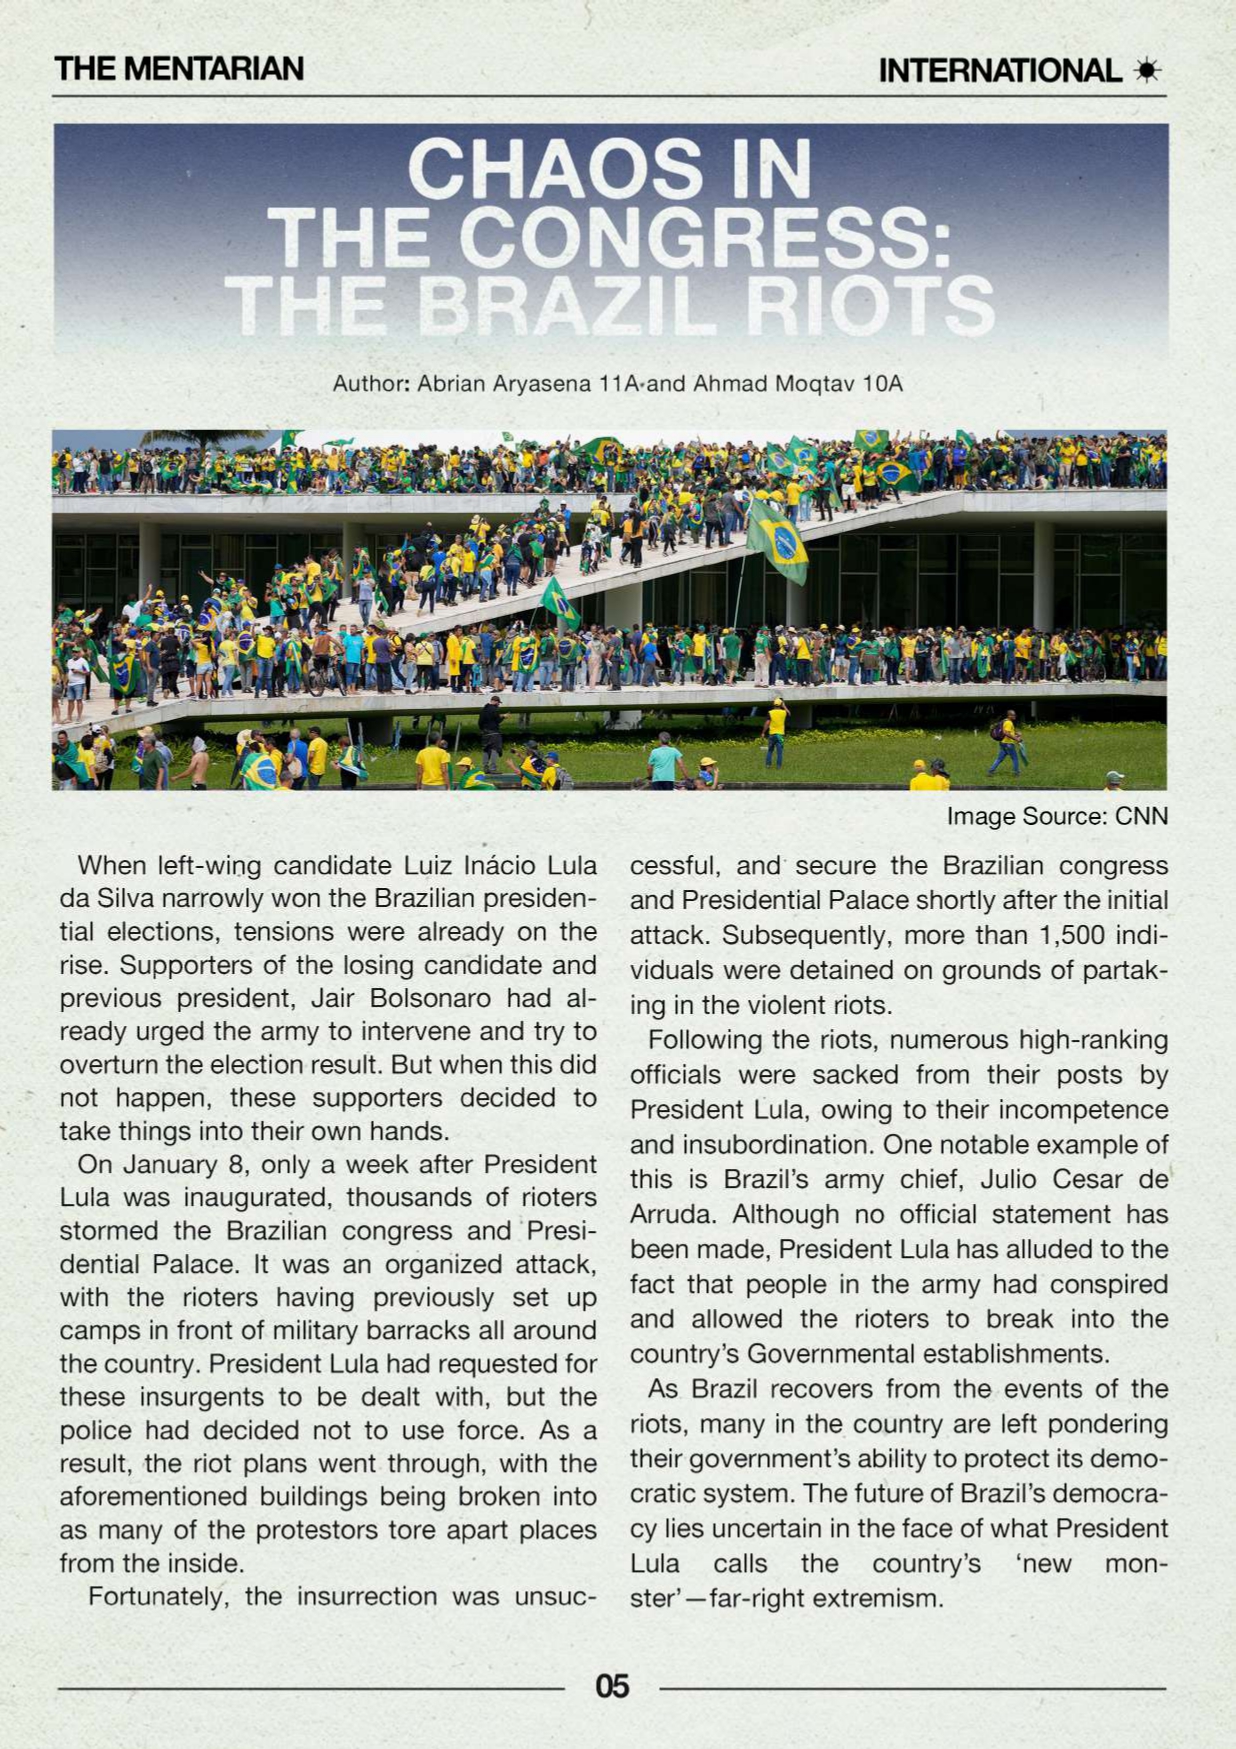 THE MENTARIAN
INTERNATIONAL
CHAOS IN
THE CONGRESS:
THE BRAZIL RIOTS
Author: Abrian Aryasena 11A and Ahmad Moqtav 10A
Image Source: CNN
When left-wing candidate Luiz Inácio Lula
da Silva narrowly won the Brazilian presiden-
tial elections, tensions were already on the
rise. Supporters of the losing candidate and
previous president, Jair Bolsonaro had al-
ready urged the army to intervene and try to
overturn the election result. But when this did
not happen, these supporters decided to
take things into their own hands.
On January 8, only a week after President
Lula was inaugurated, thousands of rioters
stormed the Brazilian congress and Presi-
dential Palace. It was an organized attack,
with the rioters having previously set up
camps in front of military barracks all around
the country. President Lula had requested for
these insurgents to be dealt with, but the
police had decided not to use force. As a
result, the riot plans went through, with the
aforementioned buildings being broken into
as many of the protestors tore apart places
from the inside.
Fortunately, the insurrection was unsuc-
cessful, and secure the Brazilian congress
and Presidential Palace shortly after the initial
attack. Subsequently, more than 1,500 indi-
viduals were detained on grounds of partak-
ing in the violent riots.
Following the riots, numerous high-ranking
officials were sacked from their posts by
President Lula, owing to their incompetence
and insubordination. One notable example of
this is Brazil's army chief, Julio Cesar de
Arruda. Although no official statement has
been made, President Lula has alluded to the
fact that people in the army had conspired
and allowed the rioters to break into the
country's Governmental establishments.
As Brazil recovers from the events of the
riots, many in the country are left pondering
their government's ability to protect its demo-
cratic system. The future of Brazil's democra-
cy lies uncertain in the face of what President
Lula calls the country's ‘new mon-
ster’—far-right extremism.
05